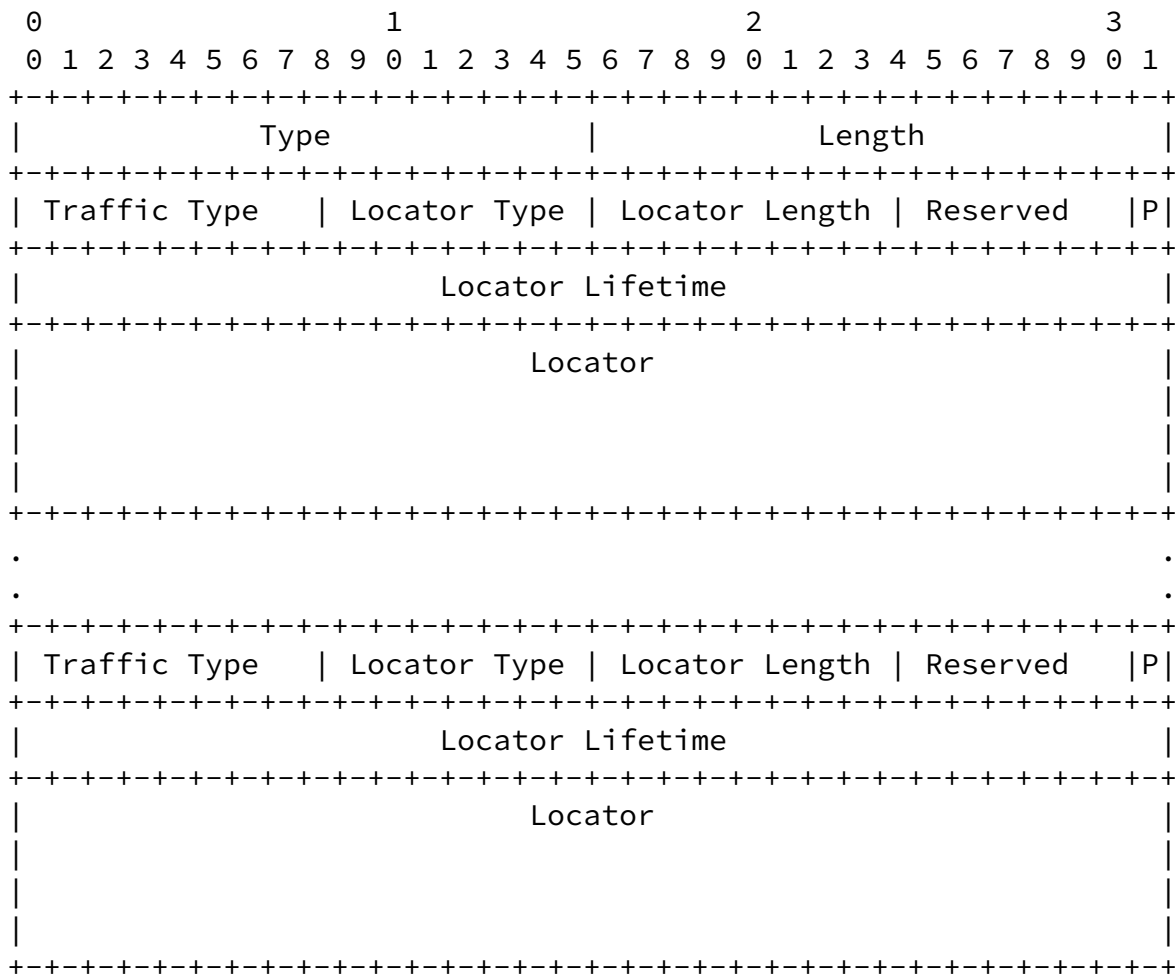 0                   1                   2                   3
 0 1 2 3 4 5 6 7 8 9 0 1 2 3 4 5 6 7 8 9 0 1 2 3 4 5 6 7 8 9 0 1
+-+-+-+-+-+-+-+-+-+-+-+-+-+-+-+-+-+-+-+-+-+-+-+-+-+-+-+-+-+-+-+-+
|             Type              |            Length             |
+-+-+-+-+-+-+-+-+-+-+-+-+-+-+-+-+-+-+-+-+-+-+-+-+-+-+-+-+-+-+-+-+
| Traffic Type   | Locator Type | Locator Length | Reserved   |P|
+-+-+-+-+-+-+-+-+-+-+-+-+-+-+-+-+-+-+-+-+-+-+-+-+-+-+-+-+-+-+-+-+
|                       Locator Lifetime                        |
+-+-+-+-+-+-+-+-+-+-+-+-+-+-+-+-+-+-+-+-+-+-+-+-+-+-+-+-+-+-+-+-+
|                            Locator                            |
|                                                               |
|                                                               |
|                                                               |
+-+-+-+-+-+-+-+-+-+-+-+-+-+-+-+-+-+-+-+-+-+-+-+-+-+-+-+-+-+-+-+-+
.                                                               .
.                                                               .
+-+-+-+-+-+-+-+-+-+-+-+-+-+-+-+-+-+-+-+-+-+-+-+-+-+-+-+-+-+-+-+-+
| Traffic Type   | Locator Type | Locator Length | Reserved   |P|
+-+-+-+-+-+-+-+-+-+-+-+-+-+-+-+-+-+-+-+-+-+-+-+-+-+-+-+-+-+-+-+-+
|                       Locator Lifetime                        |
+-+-+-+-+-+-+-+-+-+-+-+-+-+-+-+-+-+-+-+-+-+-+-+-+-+-+-+-+-+-+-+-+
|                            Locator                            |
|                                                               |
|                                                               |
|                                                               |
+-+-+-+-+-+-+-+-+-+-+-+-+-+-+-+-+-+-+-+-+-+-+-+-+-+-+-+-+-+-+-+-+